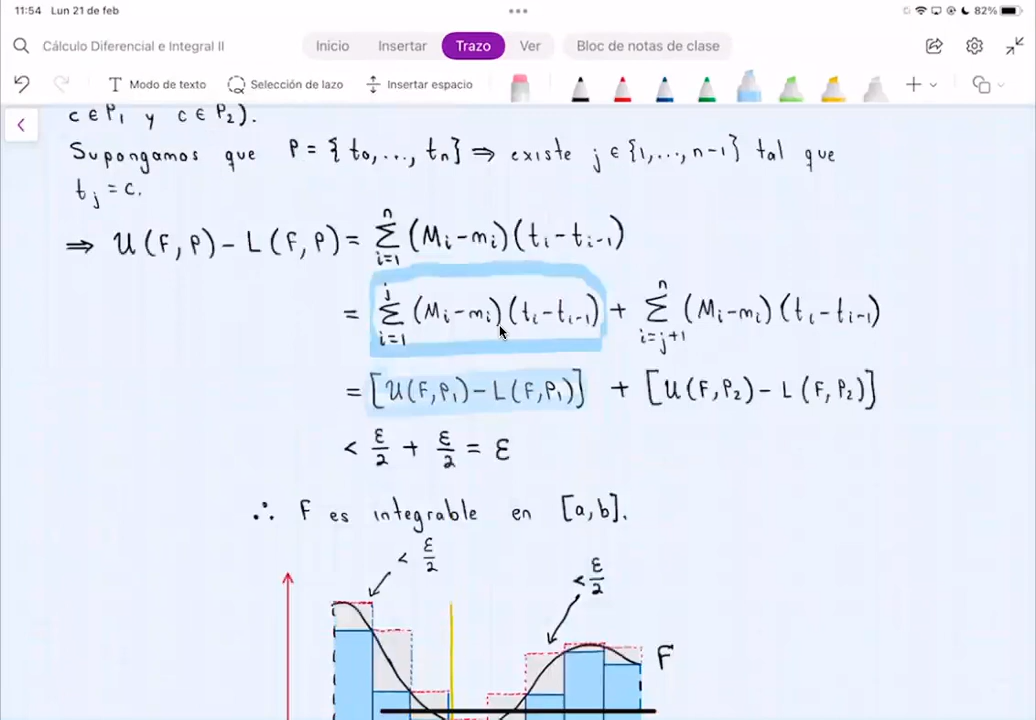 11:54 Lun 21 de feb 82%
Cálculo Diferencial e Integral II Inicio Insertar Trazo Ver Bloc de notas de clase
Modo de texto Selección de lazo Insertar espacio
c∈P₁ y c∈P₂).
Supongamos que P = {t₀,...,tₙ} ⇒ existe j ∈ {1,...,n-1} tal que
tⱼ = c.
⇒ U(F,P) - L(F,P) = Σᵢ₌₁ⁿ (Mᵢ-mᵢ)(tᵢ-tᵢ₋₁)
= Σᵢ₌₁ʲ (Mᵢ-mᵢ)(tᵢ-tᵢ₋₁) + Σᵢ₌ⱼ₊₁ⁿ (Mᵢ-mᵢ)(tᵢ-tᵢ₋₁)
= [U(F,P₁) - L(F,P₁)] + [U(F,P₂) - L(F,P₂)]
< ε/2 + ε/2 = ε
∴ F es integrable en [a,b].
< ε/2
< ε/2
F